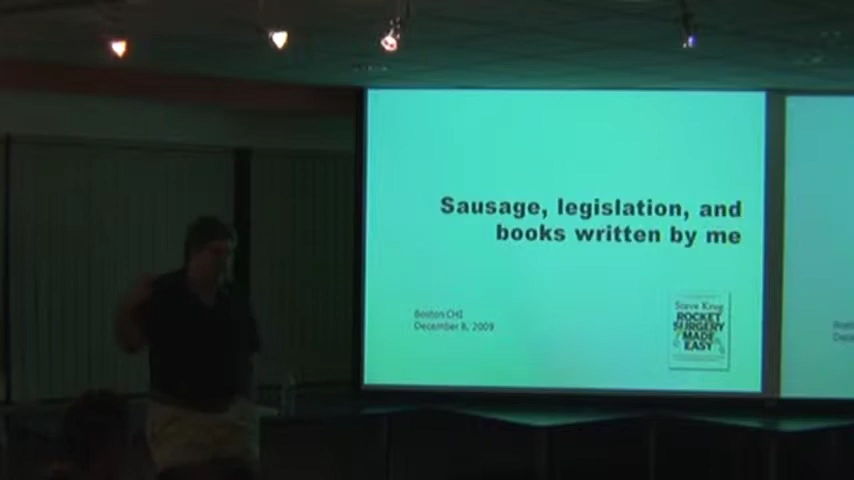 Sausage, legislation, and
books written by me
Boston CHI
December 8, 2009
Steve Krug
ROCKET
SURGERY
MADE
EASY